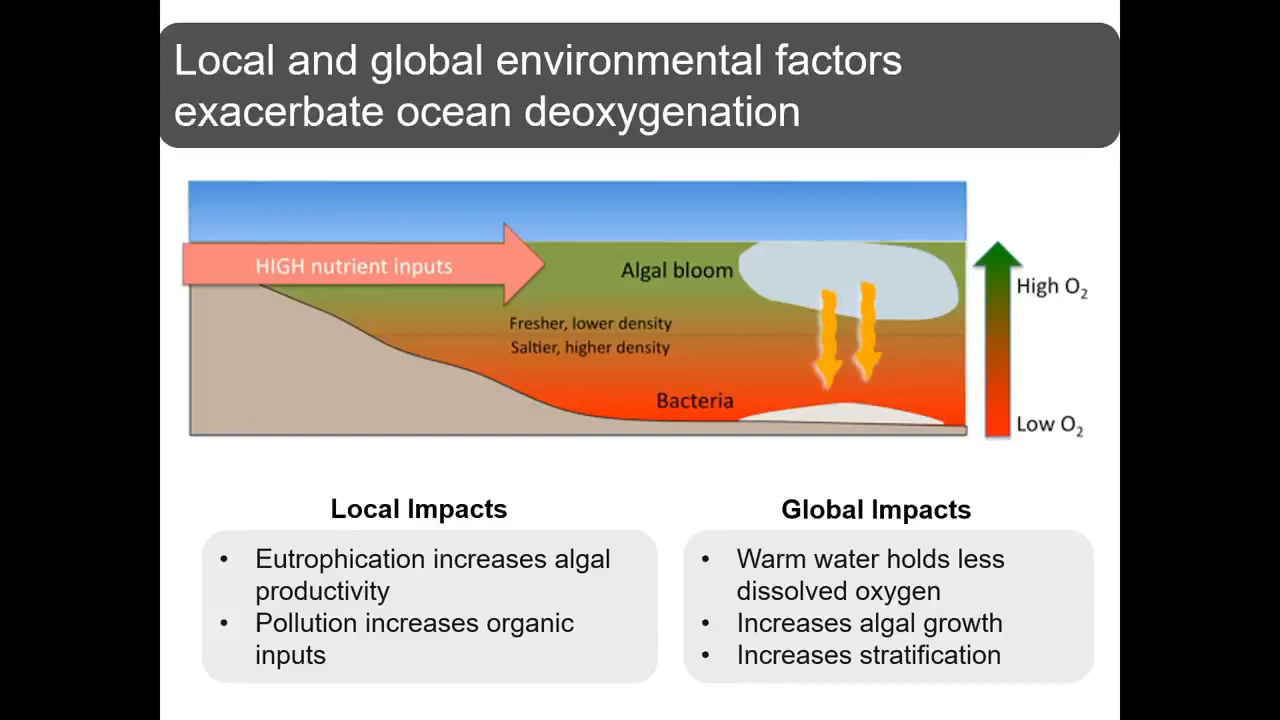 Local and global environmental factors
exacerbate ocean deoxygenation
HIGH nutrient inputs
Algal bloom
High O₂
Fresher, lower density
Saltier, higher density
Bacteria
Low O₂
Local Impacts
• Eutrophication increases algal
productivity
• Pollution increases organic
inputs
Global Impacts
• Warm water holds less
dissolved oxygen
• Increases algal growth
• Increases stratification